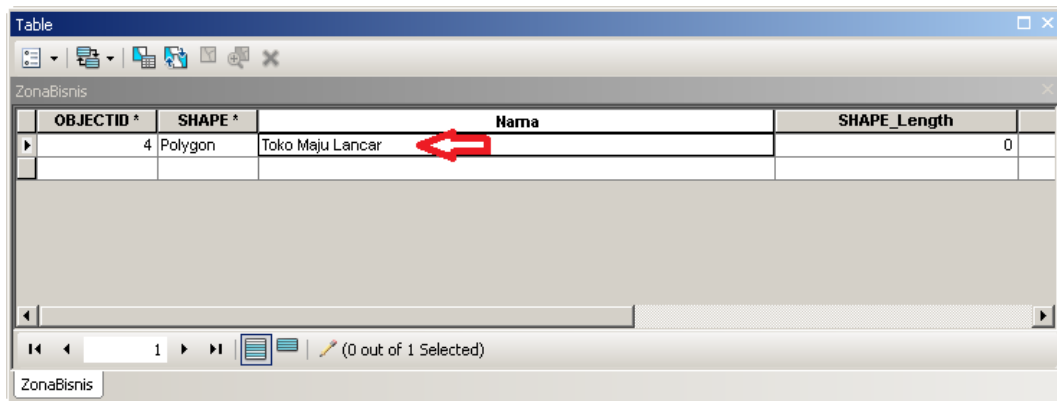 Table
ZonaBisnis
OBJECTID * SHAPE * Nama SHAPE_Length
4 Polygon Toko Maju Lancar 0
1 (0 out of 1 Selected)
ZonaBisnis